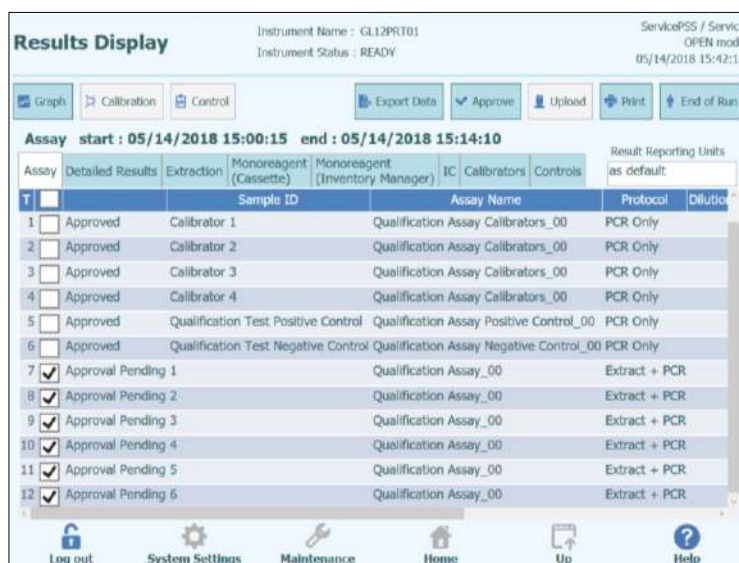 Results Display
Instrument Name : GL12PRT01
Instrument Status : READY
ServicePSS / Servic
OPEN mod
05/14/2018 15:42:1
Graph Calibration Control Export Data Approve Upload Print End of Run
Assay start : 05/14/2018 15:00:15 end : 05/14/2018 15:14:10
Result Reporting Units
as default
Assay Detailed Results Extraction Monoreagent (Cassette) Monoreagent (Inventory Manager) IC Calibrators Controls
T Sample ID Assay Name Protocol Dilution
1 Approved Calibrator 1 Qualification Assay Calibrators_00 PCR Only
2 Approved Calibrator 2 Qualification Assay Calibrators_00 PCR Only
3 Approved Calibrator 3 Qualification Assay Calibrators_00 PCR Only
4 Approved Calibrator 4 Qualification Assay Calibrators_00 PCR Only
5 Approved Qualification Test Positive Control Qualification Assay Positive Control_00 PCR Only
6 Approved Qualification Test Negative Control Qualification Assay Negative Control_00 PCR Only
7 Approval Pending 1 Qualification Assay_00 Extract + PCR
8 Approval Pending 2 Qualification Assay_00 Extract + PCR
9 Approval Pending 3 Qualification Assay_00 Extract + PCR
10 Approval Pending 4 Qualification Assay_00 Extract + PCR
11 Approval Pending 5 Qualification Assay_00 Extract + PCR
12 Approval Pending 6 Qualification Assay_00 Extract + PCR
Log out System Settings Maintenance Home Up Help